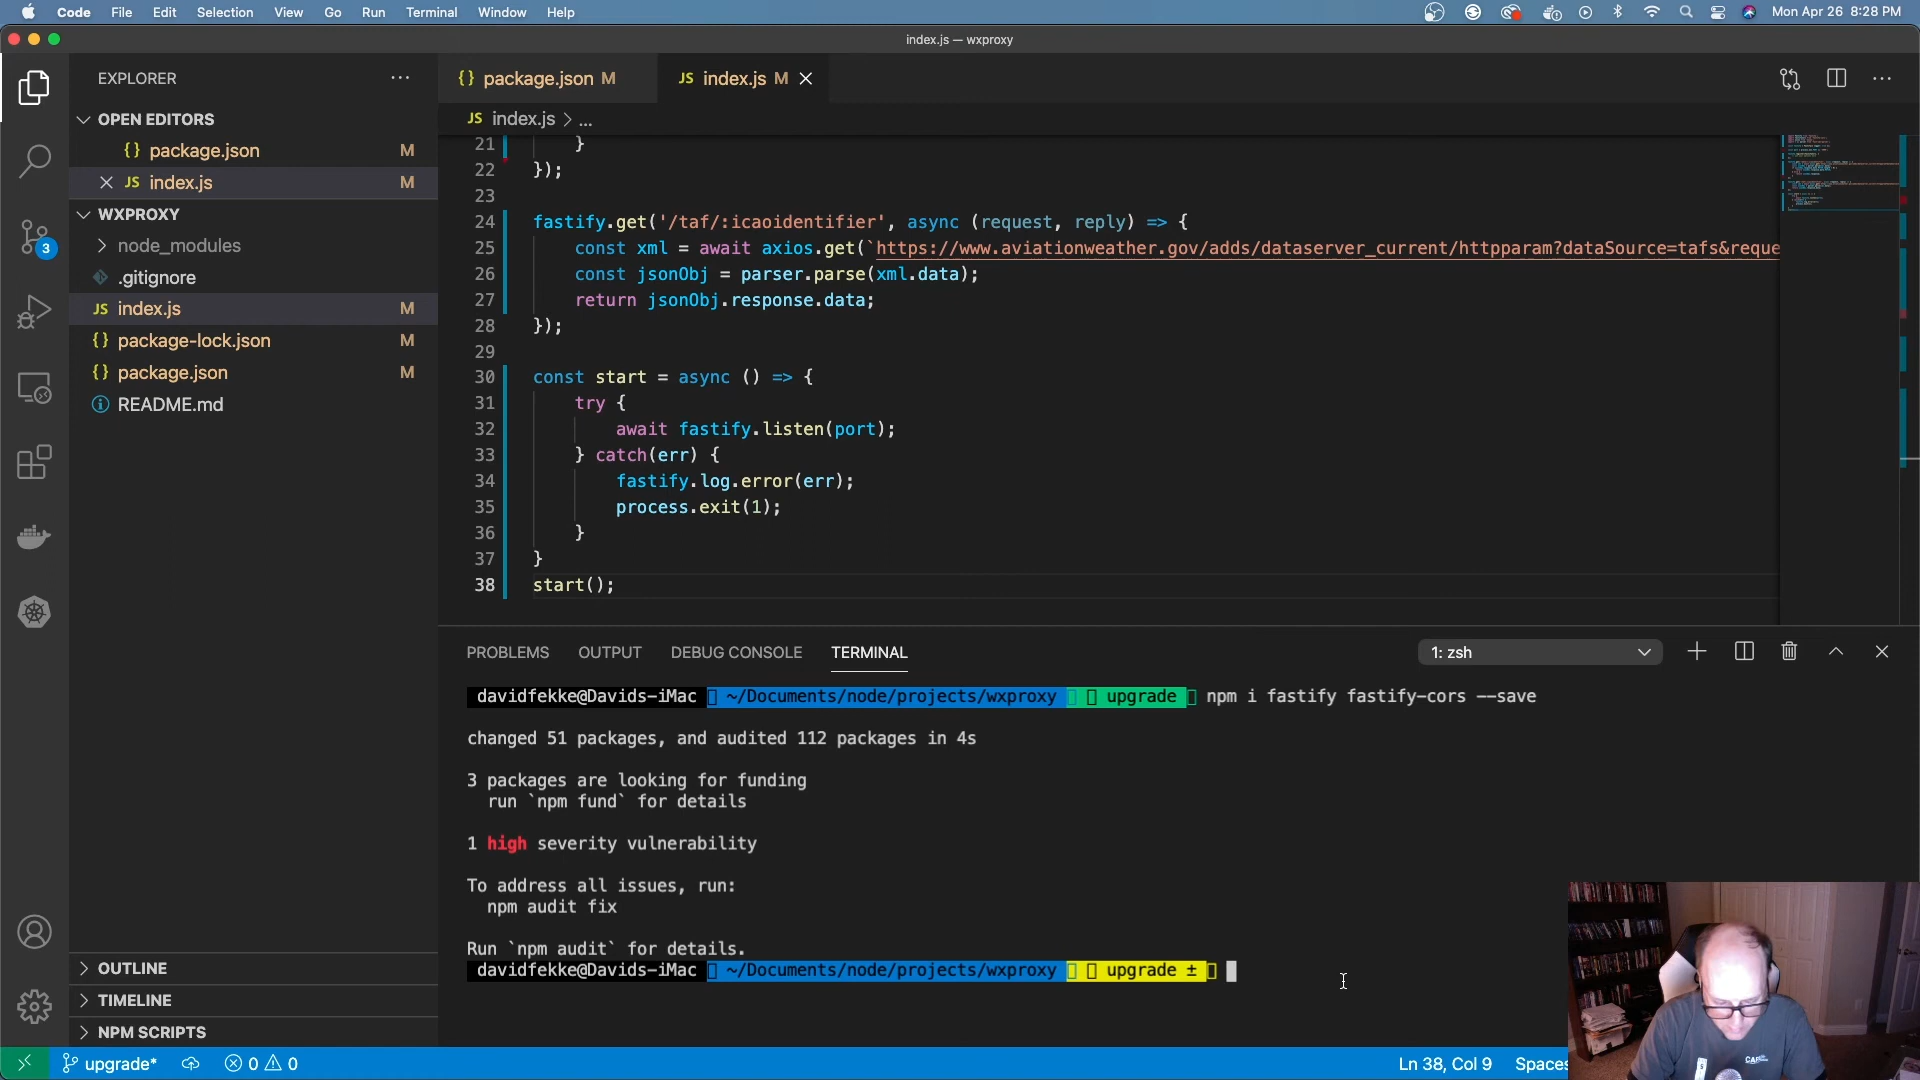 Code File Edit Selection View Go Run Terminal Window Help Mon Apr 26 8:28 PM
index.js — wxproxy
EXPLORER
OPEN EDITORS
{} package.json M
JS index.js M
WXPROXY
node_modules
.gitignore
JS index.js M
{} package-lock.json M
{} package.json M
README.md
OUTLINE
TIMELINE
NPM SCRIPTS
3
{} package.json M JS index.js M
JS index.js > ...
21 }
22 });
23
24 fastify.get('/taf/:icaoidentifier', async (request, reply) => {
25 const xml = await axios.get(`https://www.aviationweather.gov/adds/dataserver_current/httpparam?dataSource=tafs&reque
26 const jsonObj = parser.parse(xml.data);
27 return jsonObj.response.data;
28 });
29
30 const start = async () => {
31 try {
32 await fastify.listen(port);
33 } catch(err) {
34 fastify.log.error(err);
35 process.exit(1);
36 }
37 }
38 start();
PROBLEMS OUTPUT DEBUG CONSOLE TERMINAL 1: zsh
davidfekke@Davids-iMac ~/Documents/node/projects/wxproxy upgrade npm i fastify fastify-cors --save
changed 51 packages, and audited 112 packages in 4s
3 packages are looking for funding
run `npm fund` for details
1 high severity vulnerability
To address all issues, run:
npm audit fix
Run `npm audit` for details.
davidfekke@Davids-iMac ~/Documents/node/projects/wxproxy upgrade ±
upgrade* 0 0 Ln 38, Col 9 Spaces